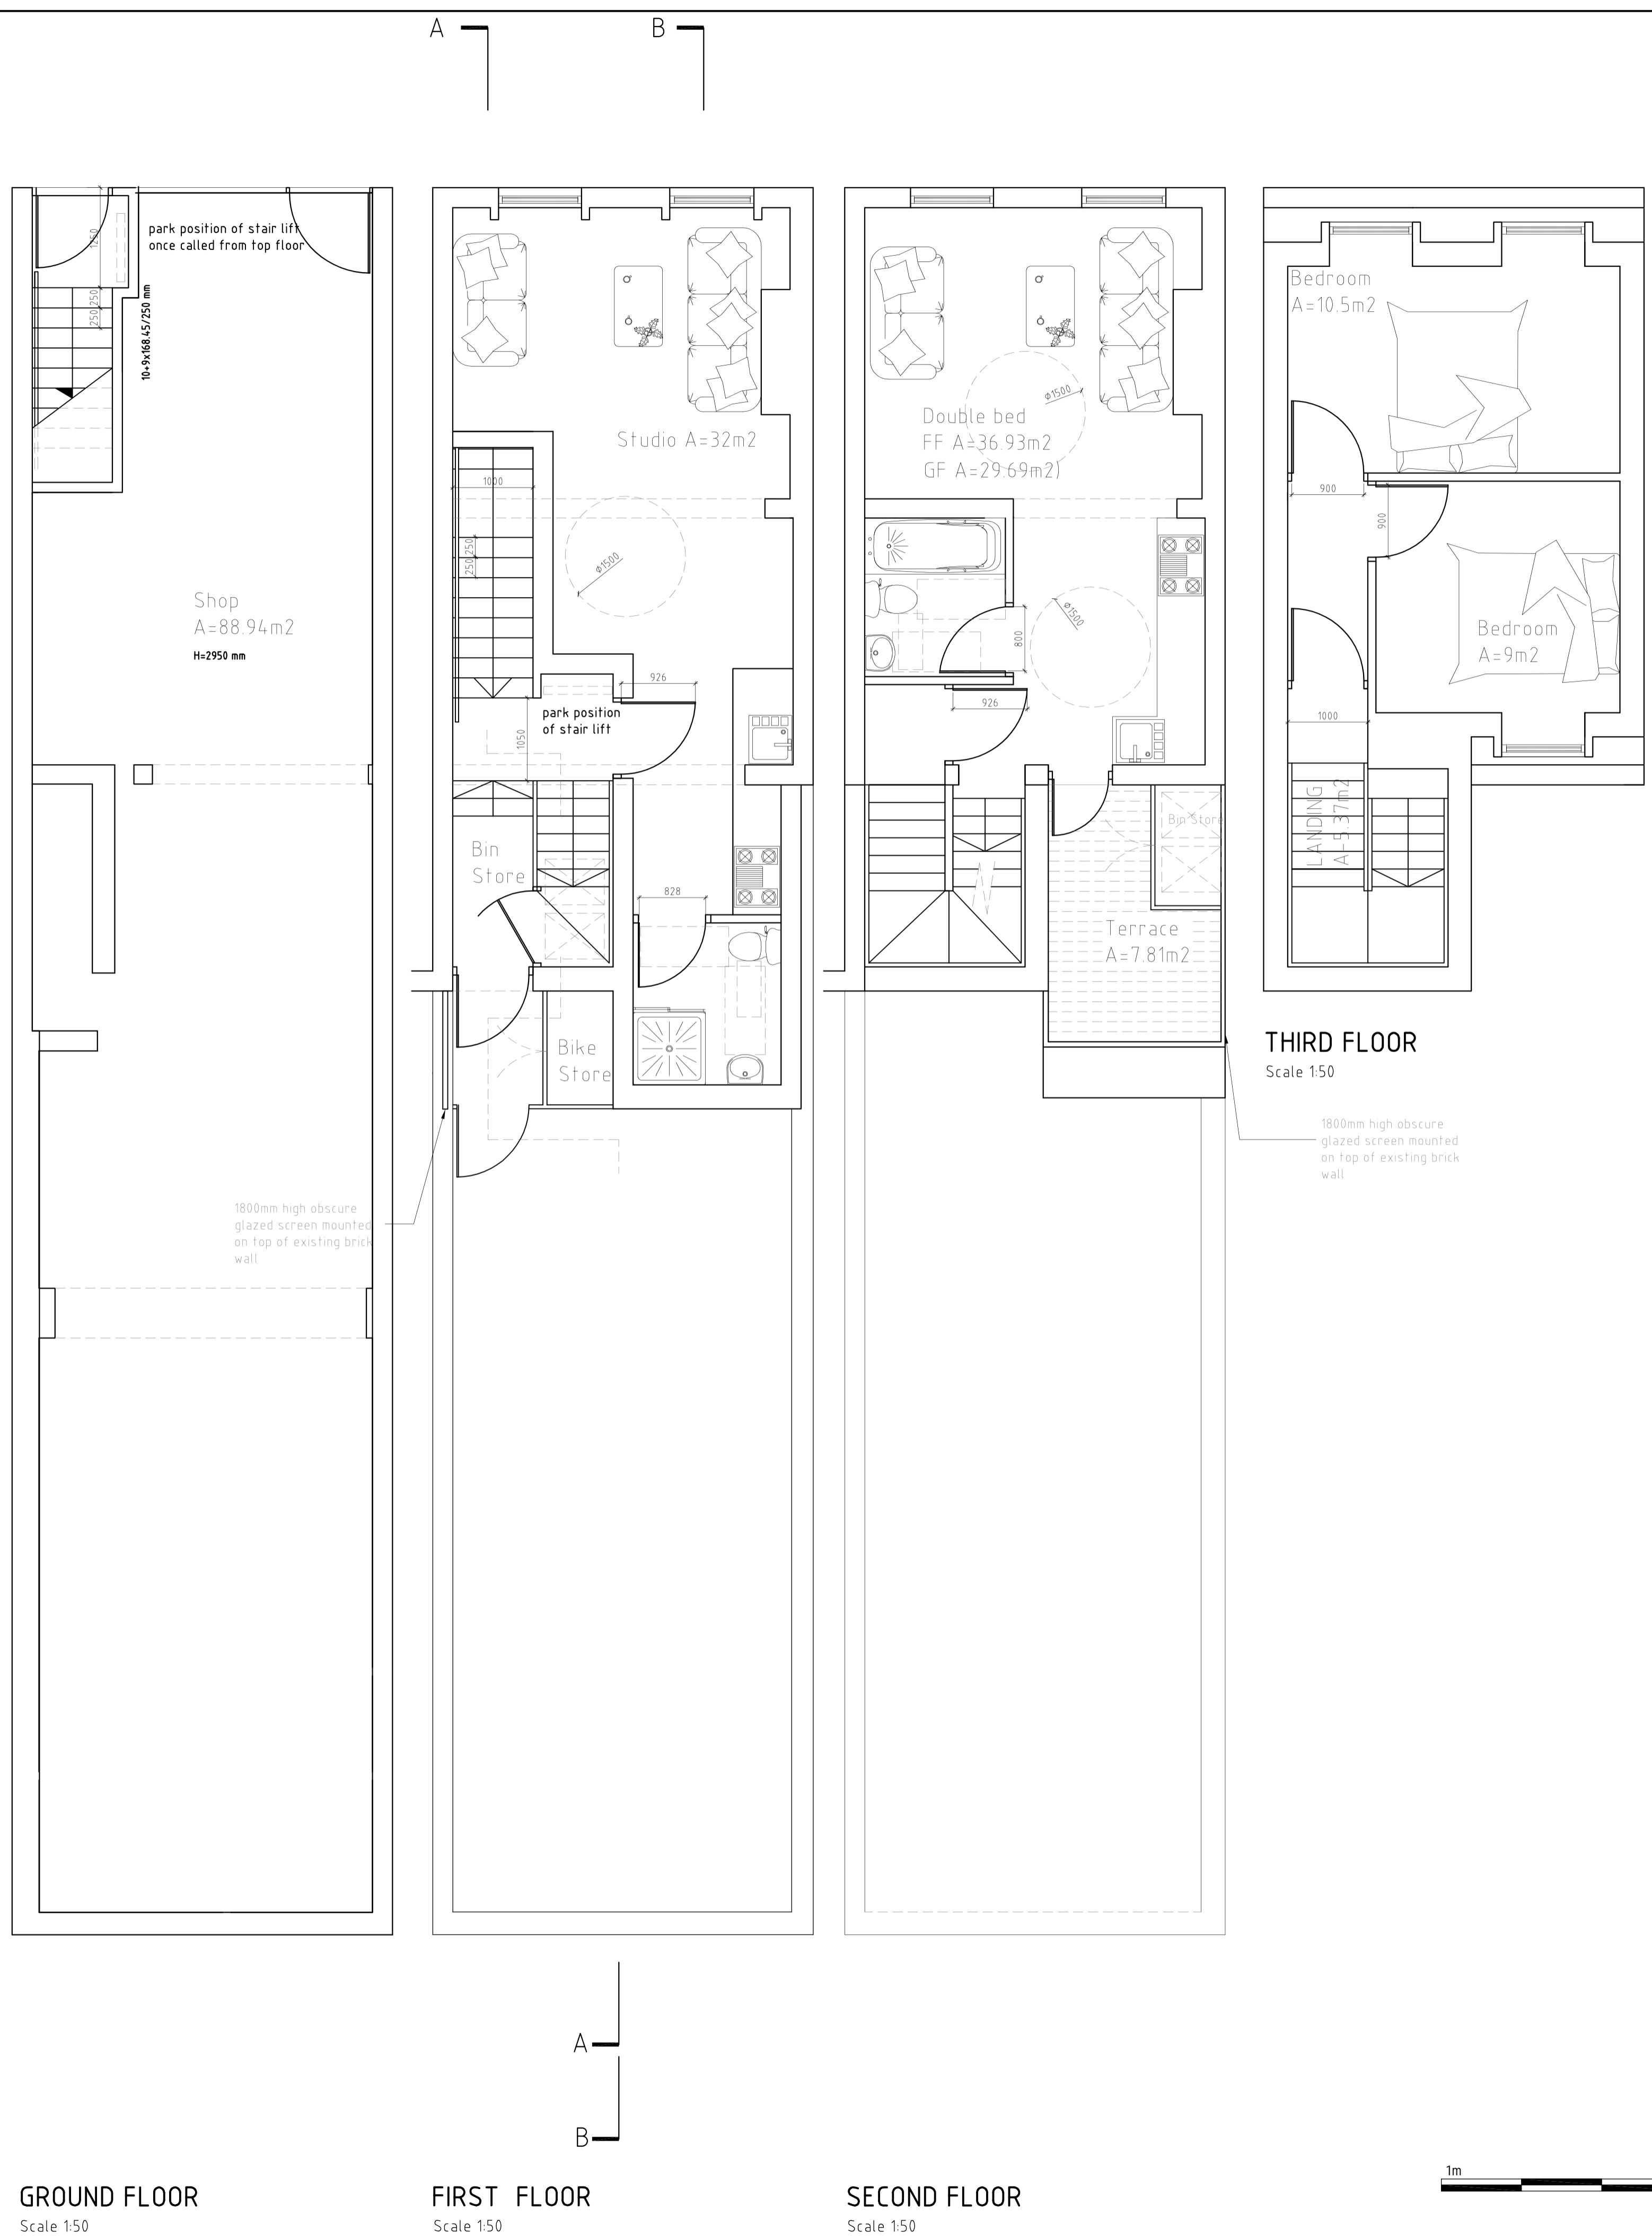 A
B
park position of stair lift
once called from top floor
1250
250
250
10+9x168.45/250 mm
Shop
A=88.94m2
H=2950 mm
1800mm high obscure
glazed screen mounted
on top of existing brick
wall
Studio A=32m2
1000
250
250
ø1500
926
park position
of stair lift
1050
Bin
Store
828
Bike
Store
ø1500
Double bed
FF A=36.93m2
GF A=29.69m2)
800
ø1500
926
Bin Store
Terrace
A=7.81m2
Bedroom
A=10.5m2
900
900
Bedroom
A=9m2
1000
LANDING
A=5.37m2
THIRD FLOOR
Scale 1:50
1800mm high obscure
glazed screen mounted
on top of existing brick
wall
A
B
GROUND FLOOR
Scale 1:50
FIRST FLOOR
Scale 1:50
SECOND FLOOR
Scale 1:50
1m